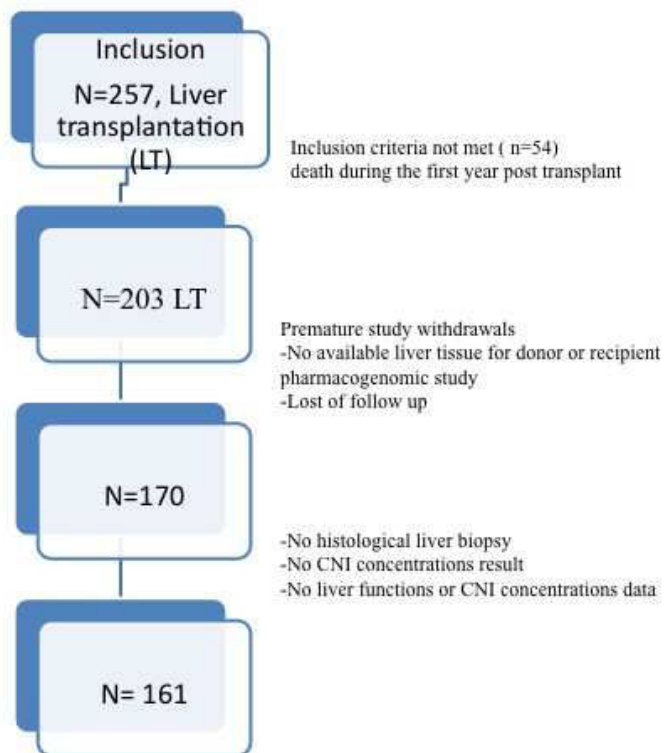 Inclusion
N=257, Liver
transplantation
(LT)
Inclusion criteria not met ( n=54)
death during the first year post transplant
N=203 LT
Premature study withdrawals
-No available liver tissue for donor or recipient
pharmacogenomic study
-Lost of follow up
N=170
-No histological liver biopsy
-No CNI concentrations result
-No liver functions or CNI concentrations data
N= 161